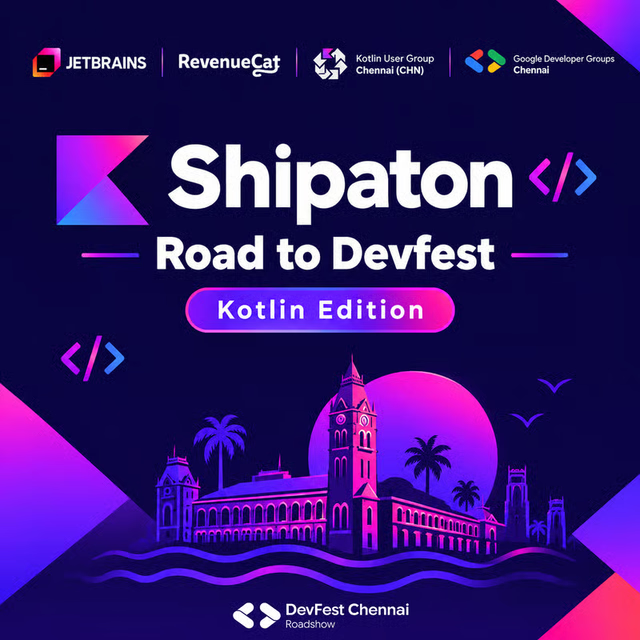 JETBRAINS
RevenueCat
Kotlin User Group
Chennai (CHN)
Google Developer Groups
Chennai
Shipaton
</>
Road to Devfest
Kotlin Edition
</>
DevFest Chennai
Roadshow